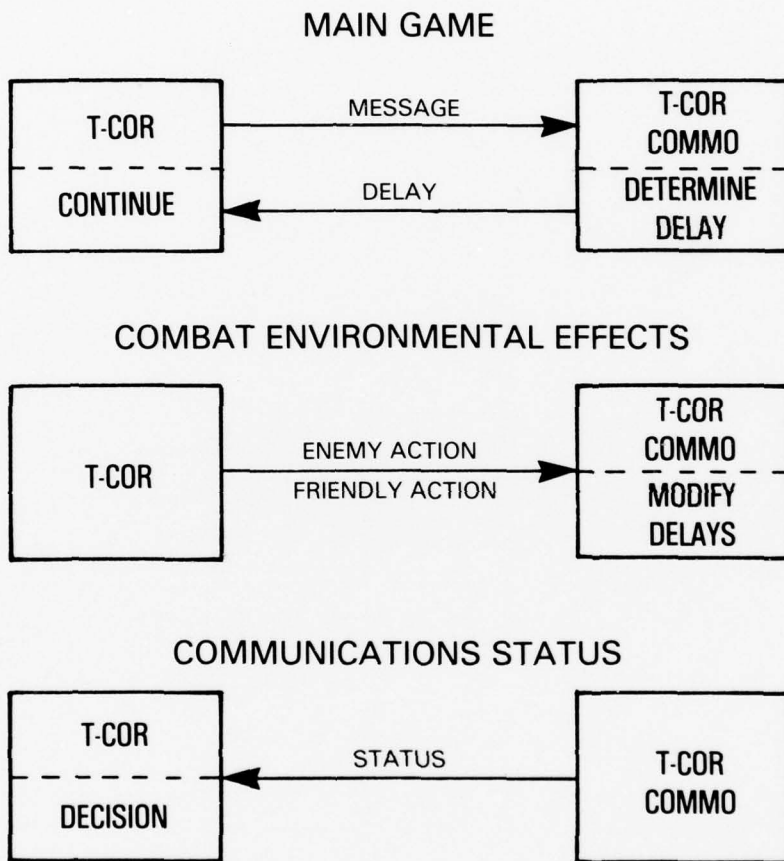 MAIN GAME
T-COR
CONTINUE
MESSAGE
DELAY
T-COR
COMMO
DETERMINE
DELAY
COMBAT ENVIRONMENTAL EFFECTS
T-COR
ENEMY ACTION
FRIENDLY ACTION
T-COR
COMMO
MODIFY
DELAYS
COMMUNICATIONS STATUS
T-COR
DECISION
STATUS
T-COR
COMMO